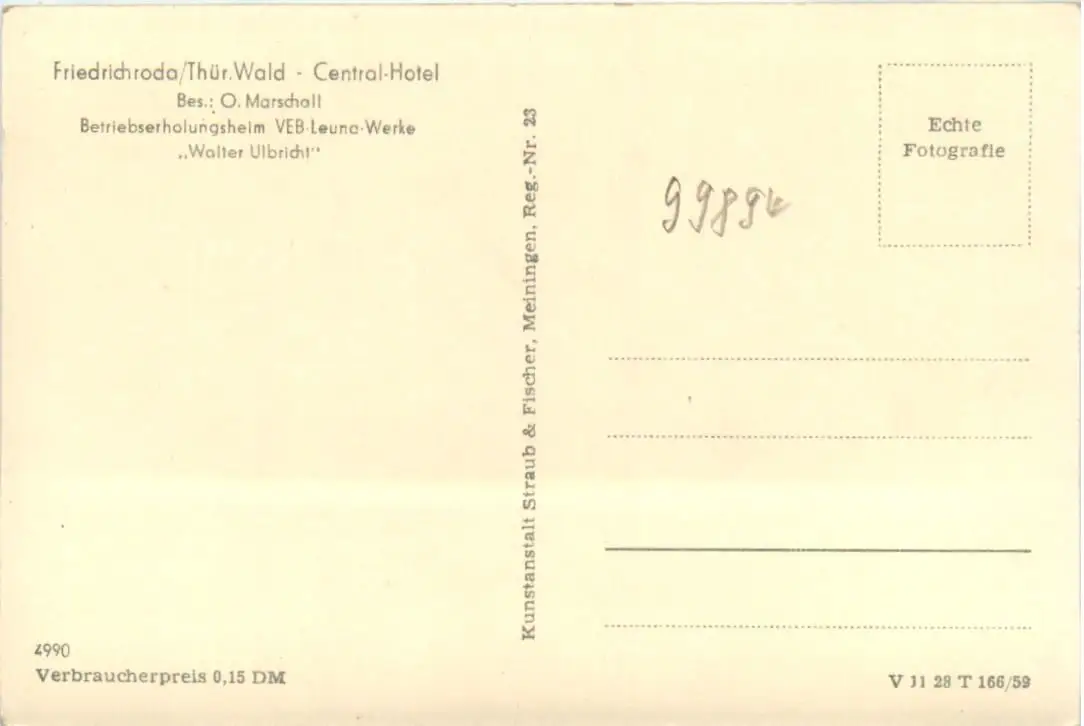 Friedrichroda/Thür.Wald - Central-Hotel
Bes.: O. Marschall
Betriebserholungsheim VEB-Leuna-Werke
„Walter Ulbricht“
4990
Verbraucherpreis 0,15 DM
Kunstanstalt Straub & Fischer, Meiningen, Reg.-Nr. 23
Echte
Fotografie
V 11 28 T 166/59